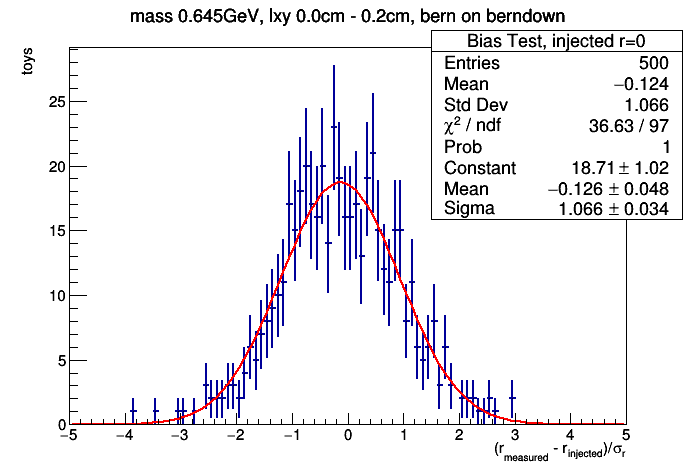 mass 0.645GeV, lxy 0.0cm - 0.2cm, bern on berndown
Bias Test, injected r=0
Entries 500
Mean −0.124
Std Dev 1.066
χ² / ndf 36.63 / 97
Prob 1
Constant 18.71 ± 1.02
Mean −0.126 ± 0.048
Sigma 1.066 ± 0.034
toys
25
20
15
10
5
0
−5 −4 −3 −2 −1 0 1 2 3 4 5
(r_measured - r_injected)/σ_r